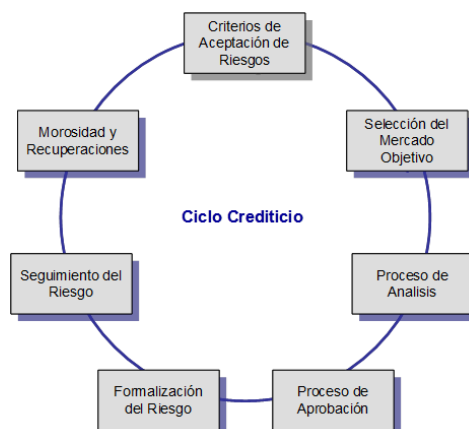 Criterios de
Aceptación de
Riesgos
Selección del
Mercado
Objetivo
Proceso de
Analisis
Proceso de
Aprobación
Formalización
del Riesgo
Seguimiento del
Riesgo
Morosidad y
Recuperaciones
Ciclo Crediticio